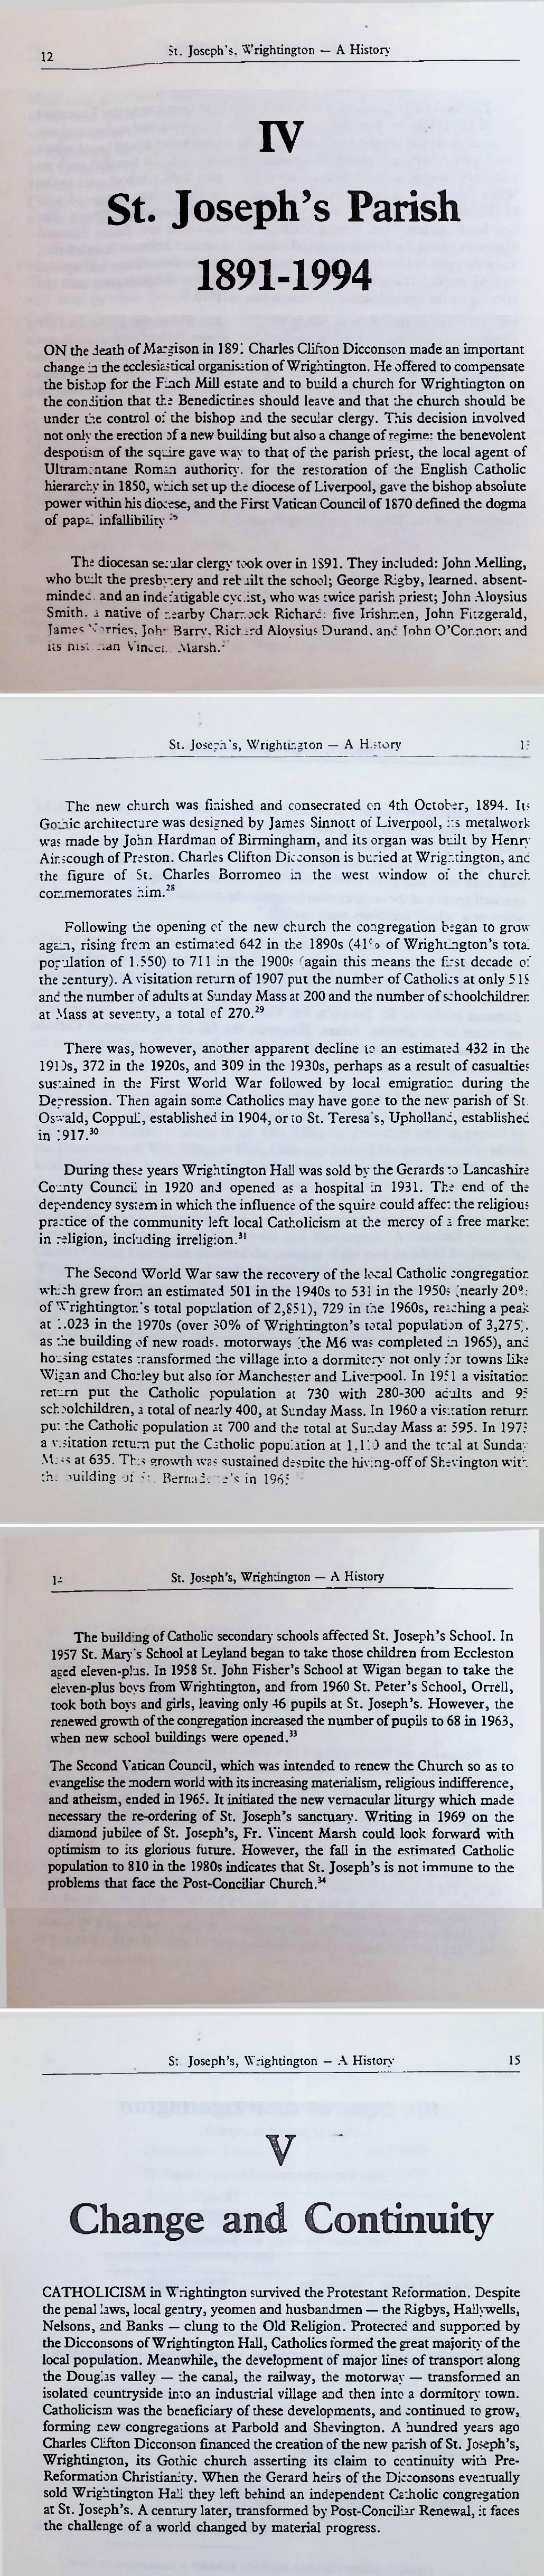 12 St. Joseph's, Wrightington — A History
IV
St. Joseph's Parish
1891-1994
ON the death of Margison in 1891 Charles Clifton Dicconson made an important
change in the ecclesiastical organisation of Wrightington. He offered to compensate
the bishop for the Finch Mill estate and to build a church for Wrightington on
the condition that the Benedictines should leave and that the church should be
under the control of the bishop and the secular clergy. This decision involved
not only the erection of a new building but also a change of regime: the benevolent
despotism of the squire gave way to that of the parish priest, the local agent of
Ultramontane Roman authority. for the restoration of the English Catholic
hierarchy in 1850, which set up the diocese of Liverpool, gave the bishop absolute
power within his diocese, and the First Vatican Council of 1870 defined the dogma
of papal infallibility
The diocesan secular clergy took over in 1891. They included: John Melling,
who built the presbytery and rebuilt the school; George Rigby, learned, absent-
minded, and an indefatigable cyclist, who was twice parish priest; John Aloysius
Smith, a native of nearby Charnock Richard; five Irishmen, John Fitzgerald,
James John Barry, Richard Aloysius Durand, and John O'Connor; and
its Marsh.
St. Joseph's, Wrightington — A History
The new church was finished and consecrated on 4th October, 1894. Its
Gothic architecture was designed by James Sinnott of Liverpool, its metalwork
was made by John Hardman of Birmingham, and its organ was built by Henry
Ainscough of Preston. Charles Clifton Dicconson is buried at Wrightington, and
the figure of St. Charles Borromeo in the west window of the church
commemorates him.28
Following the opening of the new church the congregation began to grow
again, rising from an estimated 642 in the 1890s (41% of Wrightington's total
population of 1,550) to 711 in the 1900s (again this means the first decade of
the century). A visitation return of 1907 put the number of Catholics at only
and the number of adults at Sunday Mass at 200 and the number of schoolchildren
at Mass at seventy, a total of 270.29
There was, however, another apparent decline to an estimated 432 in the
1910s, 372 in the 1920s, and 309 in the 1930s, perhaps as a result of casualties
sustained in the First World War followed by local emigration during the
Depression. Then again some Catholics may have gone to the new parish of St.
Oswald, Coppull, established in 1904, or to St. Teresa's, Upholland, established
in 1917.30
During these years Wrightington Hall was sold by the Gerards to Lancashire
County Council in 1920 and opened as a hospital in 1931. The end of the
dependency system in which the influence of the squire could affect the religious
practice of the community left local Catholicism at the mercy of a free market
in religion, including irreligion.31
The Second World War saw the recovery of the local Catholic congregation
which grew from an estimated 501 in the 1940s to 531 in the 1950s (nearly 20%
of Wrightington's total population of 2,851), 729 in the 1960s, reaching a peak
at 1,023 in the 1970s (over 30% of Wrightington's total population of 3,275),
as the building of new roads, motorways (the M6 was completed in 1965), and
housing estates transformed the village into a dormitory not only for towns like
Wigan and Chorley but also for Manchester and Liverpool. In 1951 a visitation
return put the Catholic population at 730 with 280-300 adults and
schoolchildren, a total of nearly 400, at Sunday Mass. In 1960 a visitation return
put the Catholic population at 700 and the total at Sunday Mass at 595. In
a visitation return put the Catholic population at and the total at Sunday
Mass at 635. This growth was sustained despite the hiving-off of Shevington with
the building of St. Bernadette's in
St. Joseph's, Wrightington — A History
The building of Catholic secondary schools affected St. Joseph's School. In
1957 St. Mary's School at Leyland began to take those children from Eccleston
aged eleven-plus. In 1958 St. John Fisher's School at Wigan began to take the
eleven-plus boys from Wrightington, and from 1960 St. Peter's School, Orrell,
took both boys and girls, leaving only 46 pupils at St. Joseph's. However, the
renewed growth of the congregation increased the number of pupils to 68 in 1963,
when new school buildings were opened.33
The Second Vatican Council, which was intended to renew the Church so as to
evangelise the modern world with its increasing materialism, religious indifference,
and atheism, ended in 1965. It initiated the new vernacular liturgy which made
necessary the re-ordering of St. Joseph's sanctuary. Writing in 1969 on the
diamond jubilee of St. Joseph's, Fr. Vincent Marsh could look forward with
optimism to its glorious future. However, the fall in the estimated Catholic
population to 810 in the 1980s indicates that St. Joseph's is not immune to the
problems that face the Post-Conciliar Church.34
St. Joseph's, Wrightington — A History 15
V
Change and Continuity
CATHOLICISM in Wrightington survived the Protestant Reformation. Despite
the penal laws, local gentry, yeomen and husbandmen — the Rigbys, Hallywells,
Nelsons, and Banks — clung to the Old Religion. Protected and supported by
the Dicconsons of Wrightington Hall, Catholics formed the great majority of the
local population. Meanwhile, the development of major lines of transport along
the Douglas valley — the canal, the railway, the motorway — transformed an
isolated countryside into an industrial village and then into a dormitory town.
Catholicism was the beneficiary of these developments, and continued to grow,
forming new congregations at Parbold and Shevington. A hundred years ago
Charles Clifton Dicconson financed the creation of the new parish of St. Joseph's,
Wrightington, its Gothic church asserting its claim to continuity with Pre-
Reformation Christianity. When the Gerard heirs of the Dicconsons eventually
sold Wrightington Hall they left behind an independent Catholic congregation
at St. Joseph's. A century later, transformed by Post-Conciliar Renewal, it faces
the challenge of a world changed by material progress.